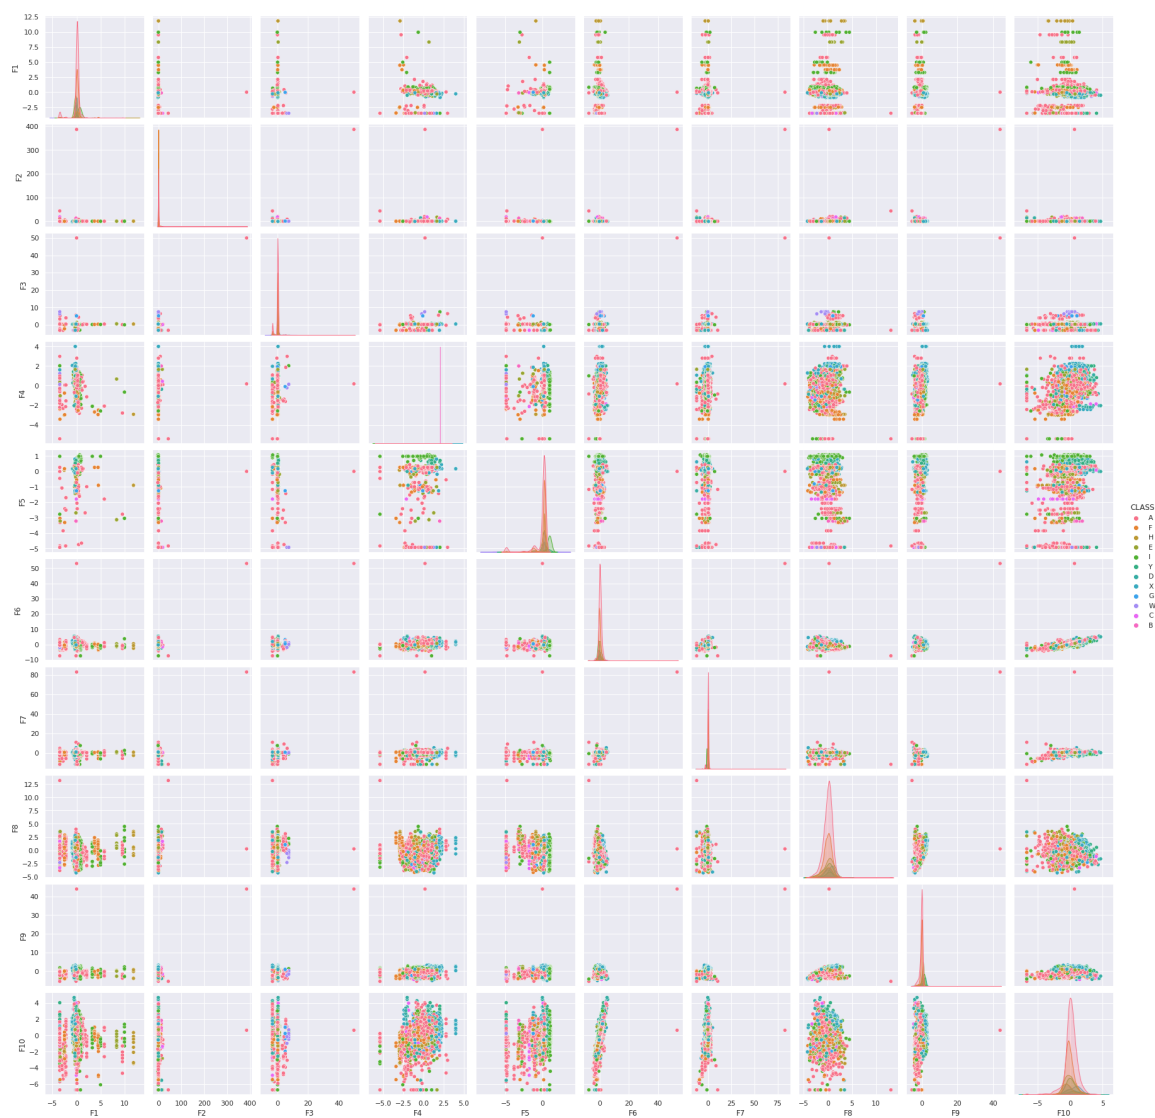 F1
12.5
10.0
7.5
5.0
2.5
0.0
−2.5
F2
400
300
200
100
0
F3
50
40
30
20
10
0
F4
4
2
0
−2
−4
F5
1
0
−1
−2
−3
−4
−5
CLASS
A
F
H
E
I
Y
D
X
G
W
C
B
F6
50
40
30
20
10
0
−10
F7
80
60
40
20
0
F8
12.5
10.0
7.5
5.0
2.5
0.0
−2.5
−5.0
F9
40
30
20
10
0
F10
4
2
0
−2
−4
−6
−5 0 5 10
F1
0 100 200 300 400
F2
0 20 40
F3
−5.0 −2.5 0.0 2.5 5.0
F4
−5 0
F5
0 20 40
F6
0 25 50 75
F7
−5 0 5 10
F8
0 20 40
F9
−5 0 5
F10